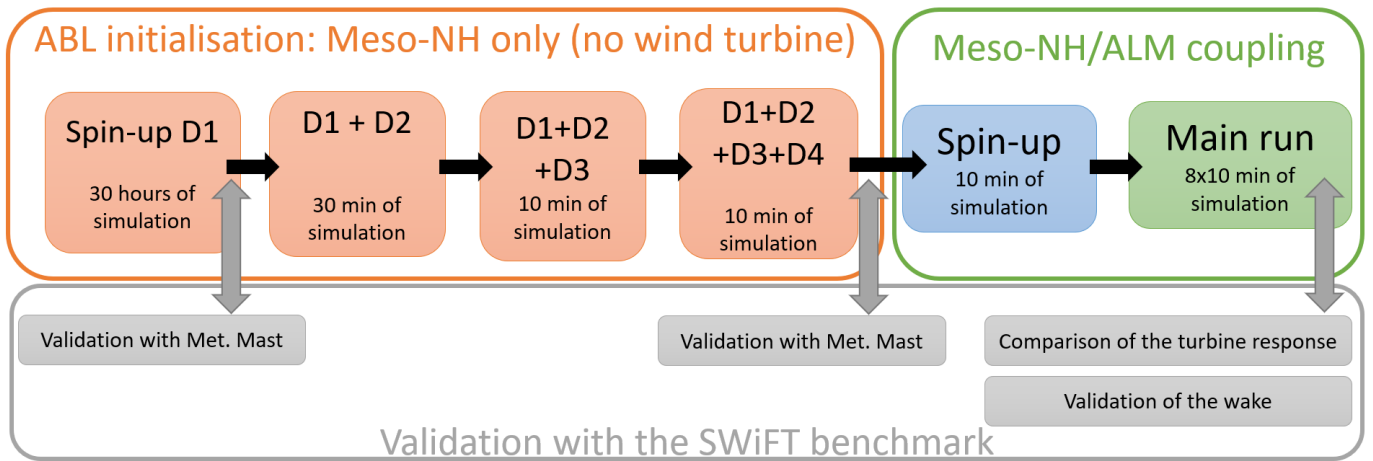 ABL initialisation: Meso-NH only (no wind turbine)
Meso-NH/ALM coupling
Spin-up D1
30 hours of
simulation
D1 + D2
30 min of
simulation
D1+D2
+D3
10 min of
simulation
D1+D2
+D3+D4
10 min of
simulation
Spin-up
10 min of
simulation
Main run
8x10 min of
simulation
Validation with Met. Mast
Validation with Met. Mast
Comparison of the turbine response
Validation of the wake
Validation with the SWiFT benchmark